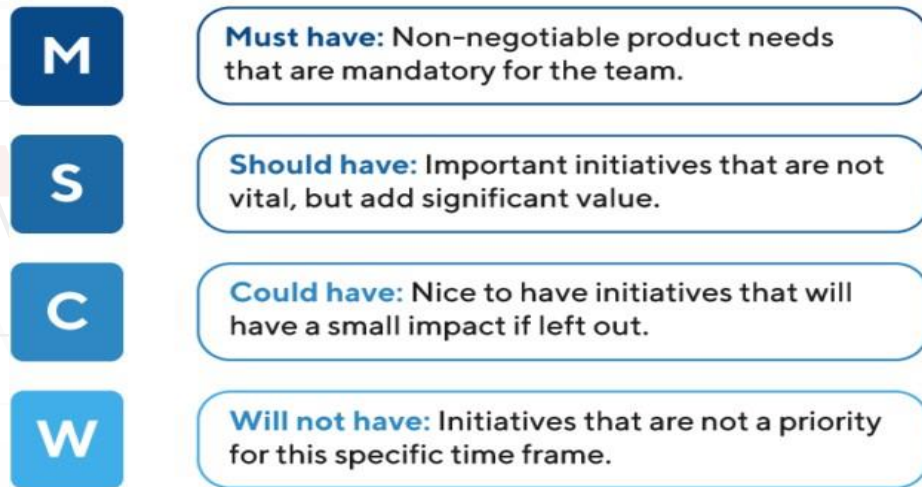 M
Must have: Non-negotiable product needs
that are mandatory for the team.
S
Should have: Important initiatives that are not
vital, but add significant value.
C
Could have: Nice to have initiatives that will
have a small impact if left out.
W
Will not have: Initiatives that are not a priority
for this specific time frame.